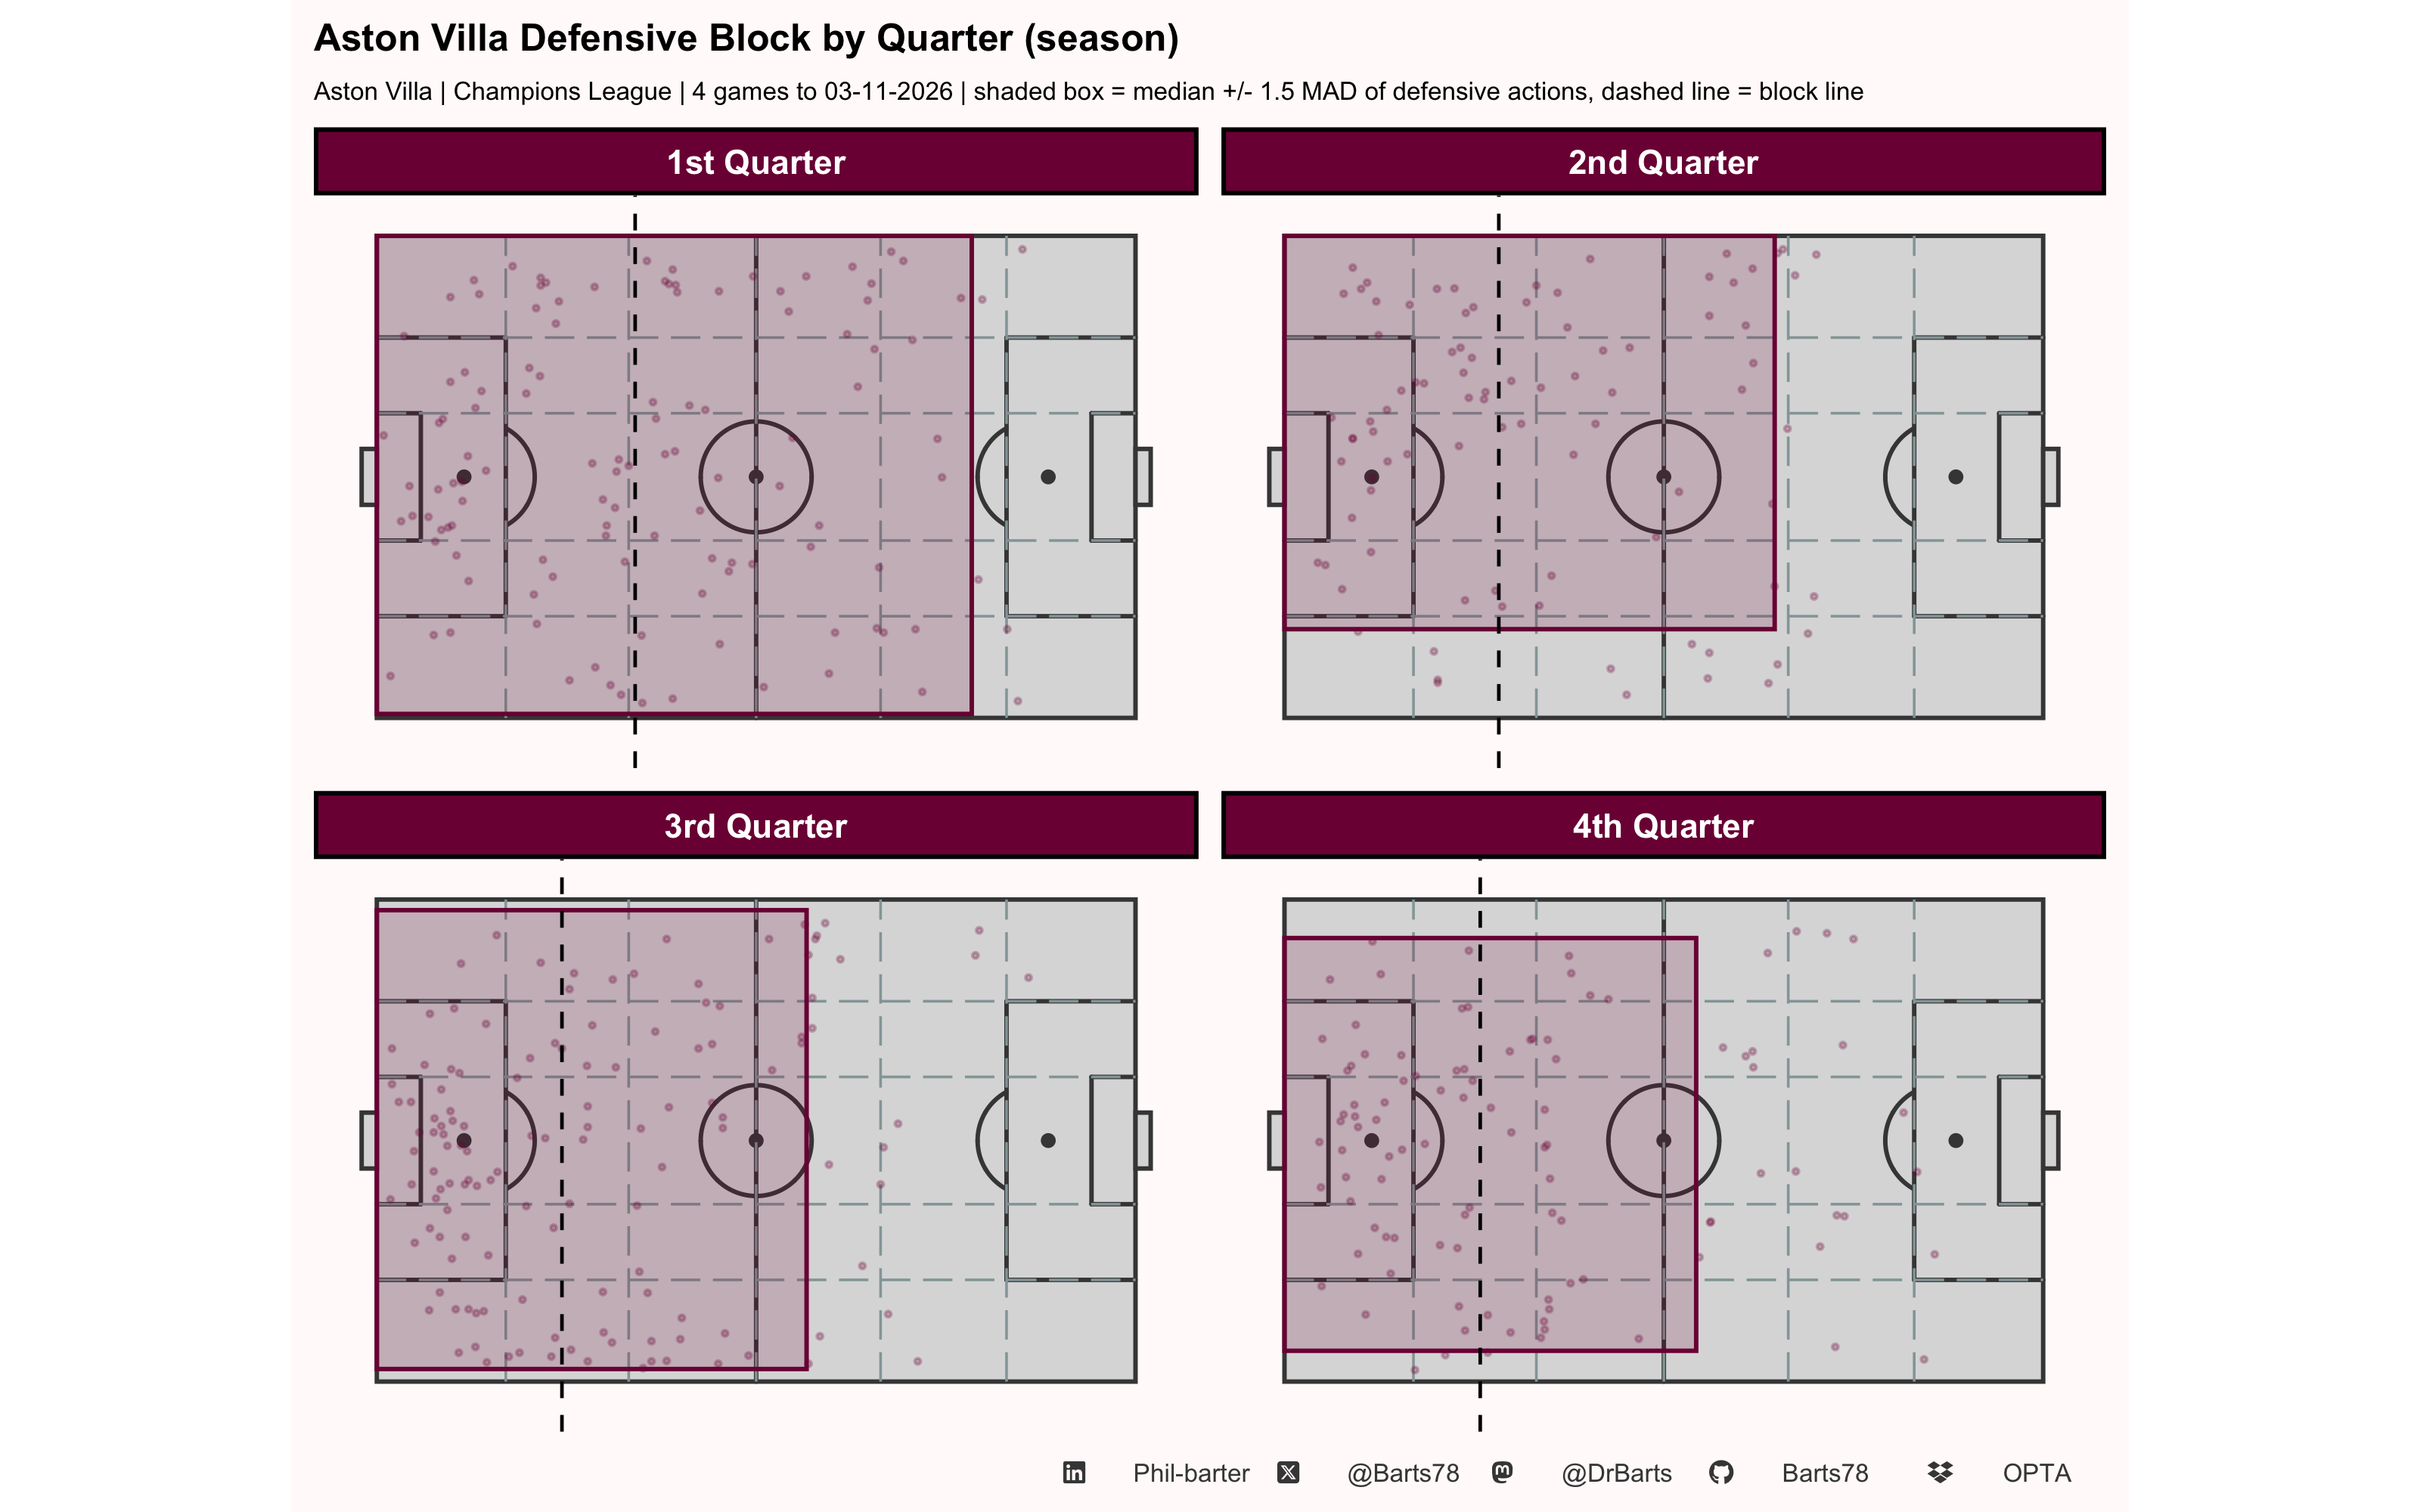 Aston Villa Defensive Block by Quarter (season)
Aston Villa | Champions League | 4 games to 03-11-2026 | shaded box = median +/- 1.5 MAD of defensive actions, dashed line = block line
1st Quarter
2nd Quarter
3rd Quarter
4th Quarter
Phil-barter @Barts78 @DrBarts Barts78 OPTA